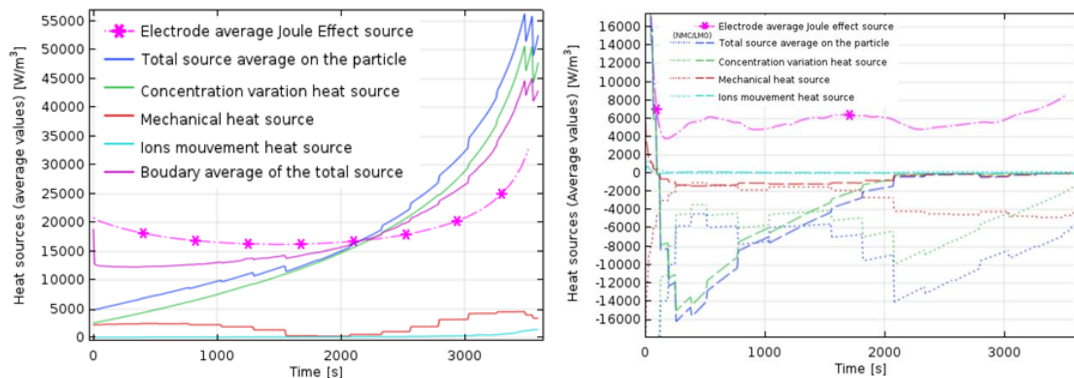 Heat sources (average values) [W/m³]
55000
50000
45000
40000
35000
30000
25000
20000
15000
10000
5000
0
Electrode average Joule Effect source
Total source average on the particle
Concentration variation heat source
Mechanical heat source
Ions mouvement heat source
Boudary average of the total source
0 1000 2000 3000
Time [s]
Heat sources (Average values) [W/m³]
16000
14000
12000
10000
8000
6000
4000
2000
0
-2000
-4000
-6000
-8000
-10000
-12000
-14000
-16000
Electrode average Joule Effect source
(NMC/LMO)
Total source average on the particle
Concentration variation heat source
Mechanical heat source
Ions mouvement heat source
0 1000 2000 3000
Time [s]